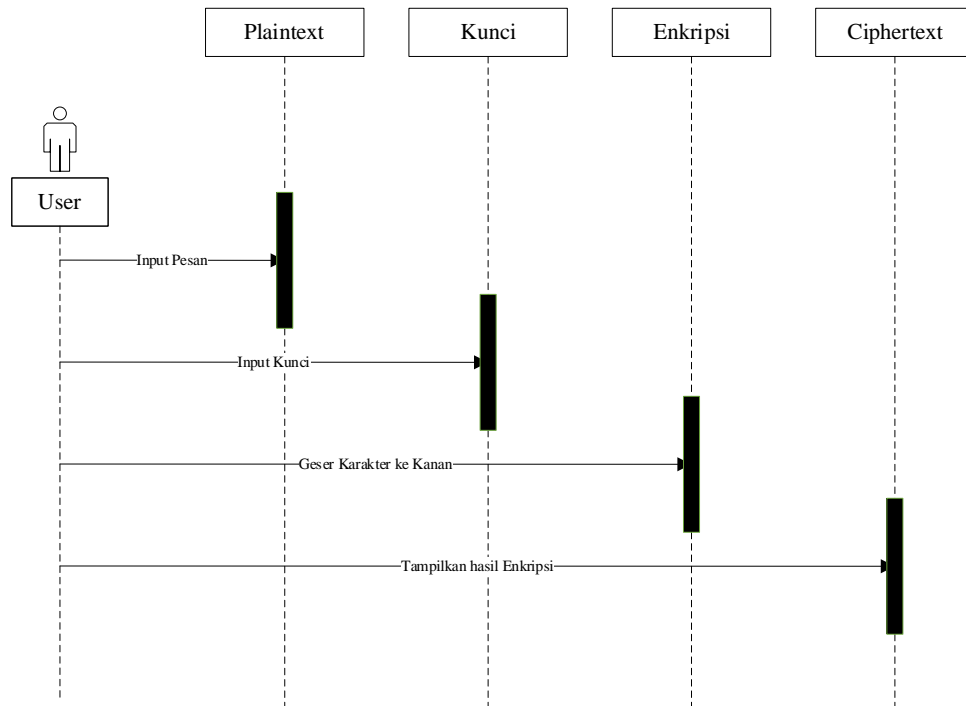 Plaintext
Kunci
Enkripsi
Ciphertext
User
Input Pesan
Input Kunci
Geser Karakter ke Kanan
Tampilkan hasil Enkripsi